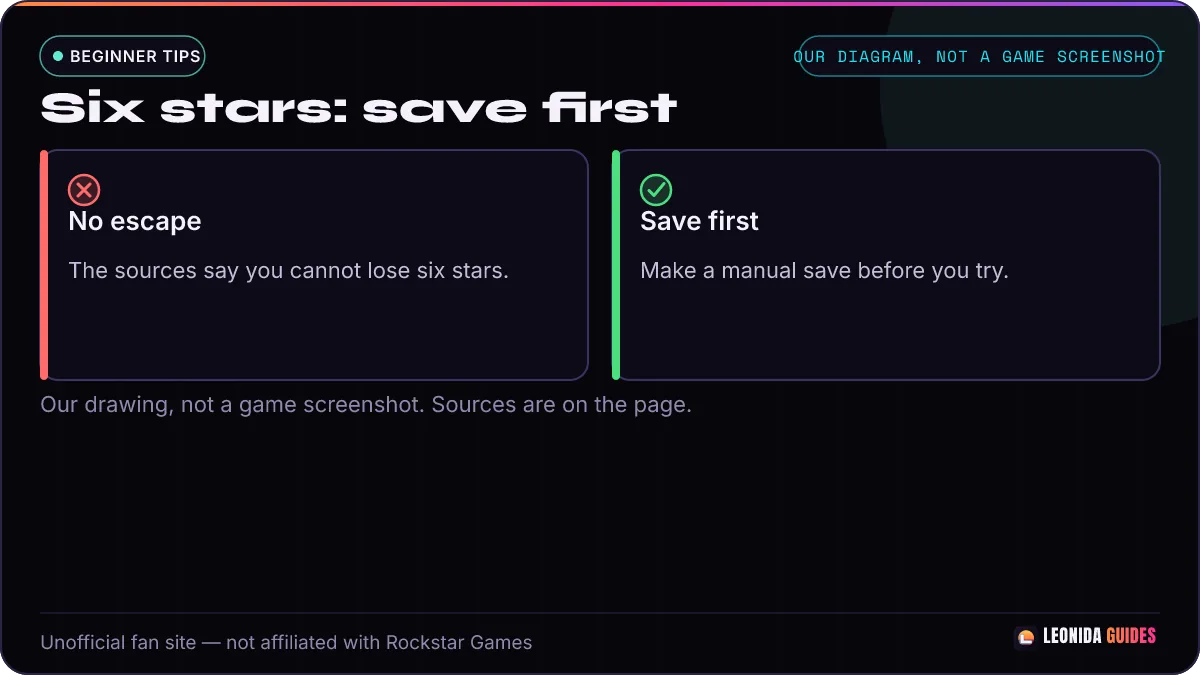 BEGINNER TIPS
OUR DIAGRAM, NOT A GAME SCREENSHOT
Six stars: save first
No escape
The sources say you cannot lose six stars.
Save first
Make a manual save before you try.
Our drawing, not a game screenshot. Sources are on the page.
Unofficial fan site — not affiliated with Rockstar Games
LEONIDA GUIDES